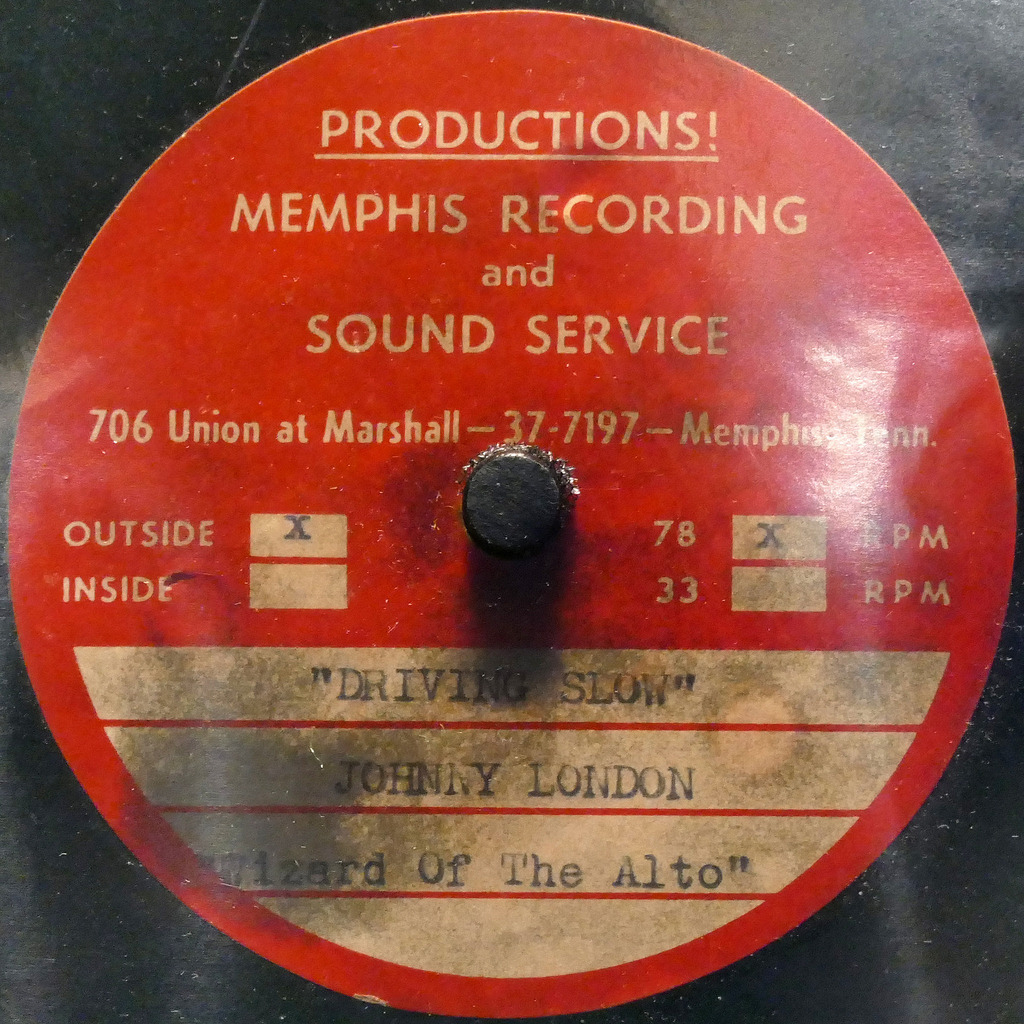 PRODUCTIONS!
MEMPHIS RECORDING
and
SOUND SERVICE
706 Union at Marshall — 37-7197 — Memphis, Tenn.
OUTSIDE X 78 X RPM
INSIDE 33 RPM
"DRIVING SLOW"
JOHNNY LONDON
"Wizard Of The Alto"